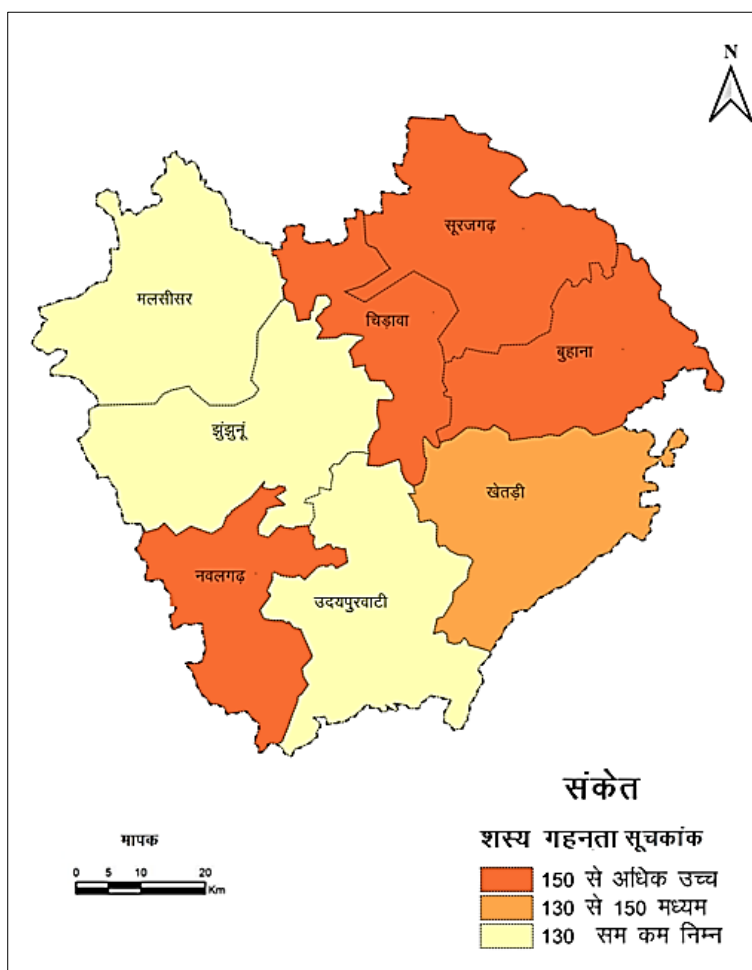 N
सूरजगढ़
मलसीसर
चिड़ावा
बुहाना
झुंझुनूं
खेतड़ी
नवलगढ़
उदयपुरवाटी
संकेत
शस्य गहनता सूचकांक
150 से अधिक उच्च
130 से 150 मध्यम
130 सम कम निम्न
मापक
0 5 10 20
Km